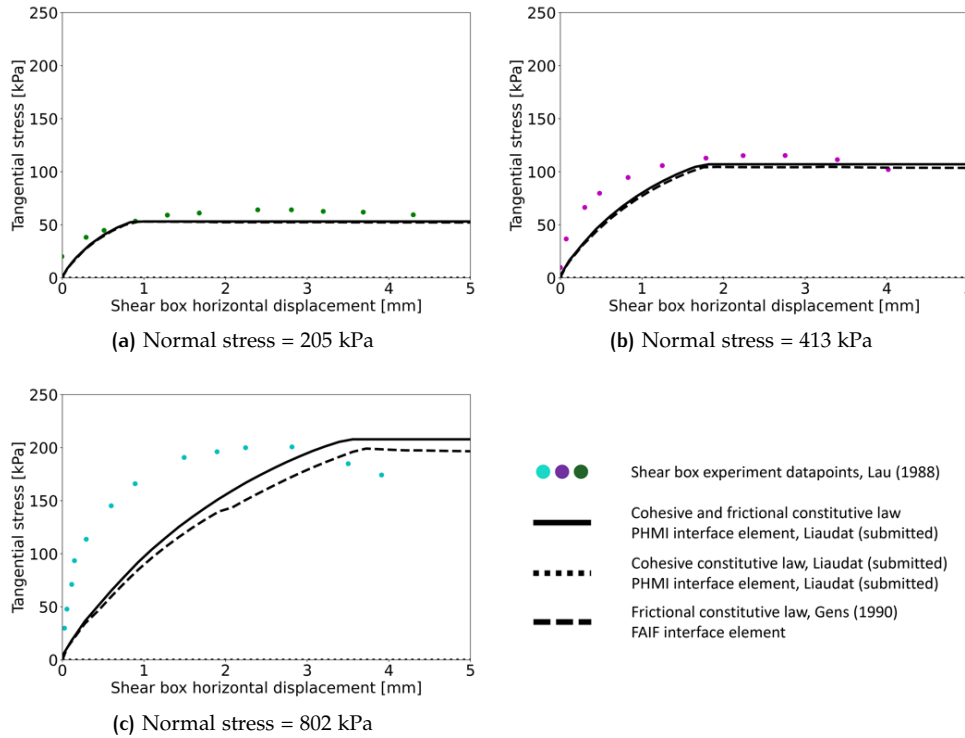 250
200
150
100
50
0
Tangential stress [kPa]
0 1 2 3 4 5
Shear box horizontal displacement [mm]
(a) Normal stress = 205 kPa
250
200
150
100
50
0
Tangential stress [kPa]
0 1 2 3 4
Shear box horizontal displacement [mm]
(b) Normal stress = 413 kPa
250
200
150
100
50
0
Tangential stress [kPa]
0 1 2 3 4 5
Shear box horizontal displacement [mm]
(c) Normal stress = 802 kPa
Shear box experiment datapoints, Lau (1988)
Cohesive and frictional constitutive law
PHMI interface element, Liaudat (submitted)
Cohesive constitutive law, Liaudat (submitted)
PHMI interface element, Liaudat (submitted)
Frictional constitutive law, Gens (1990)
FAIF interface element